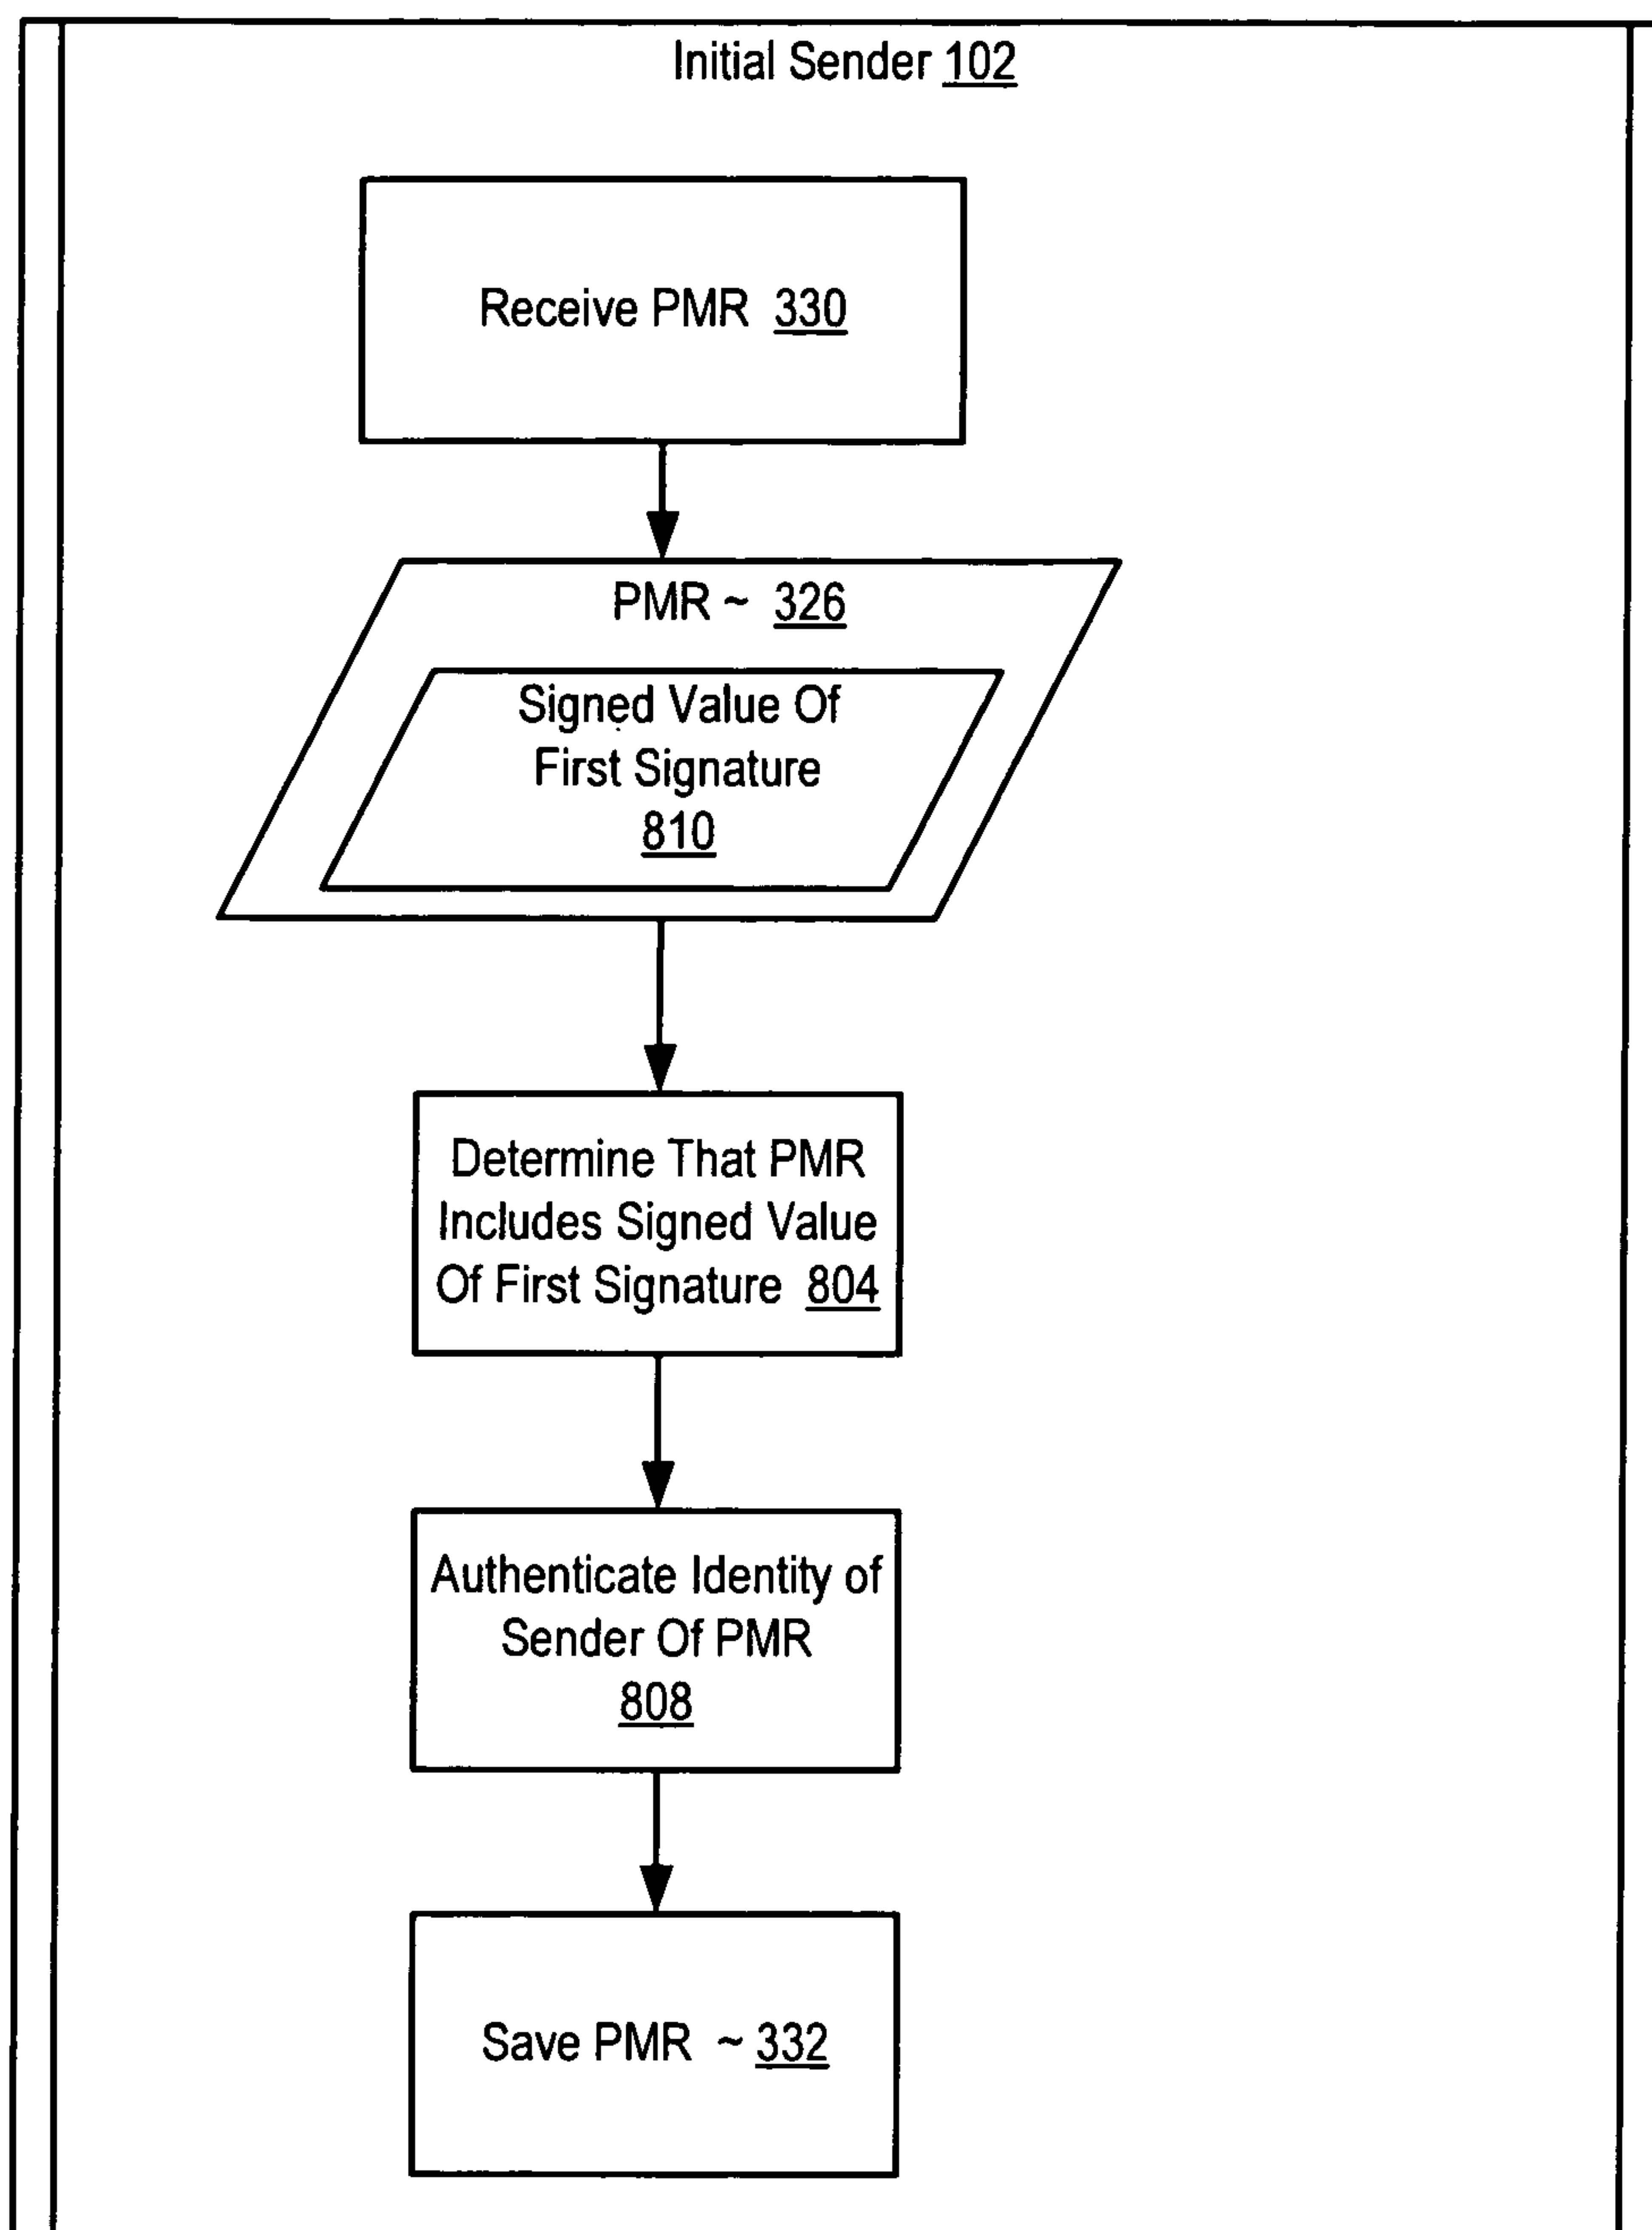 Initial Sender 102
Receive PMR 330
PMR ~ 326
Signed Value Of
First Signature
810
Determine That PMR
Includes Signed Value
Of First Signature 804
Authenticate Identity of
Sender Of PMR
808
Save PMR ~ 332